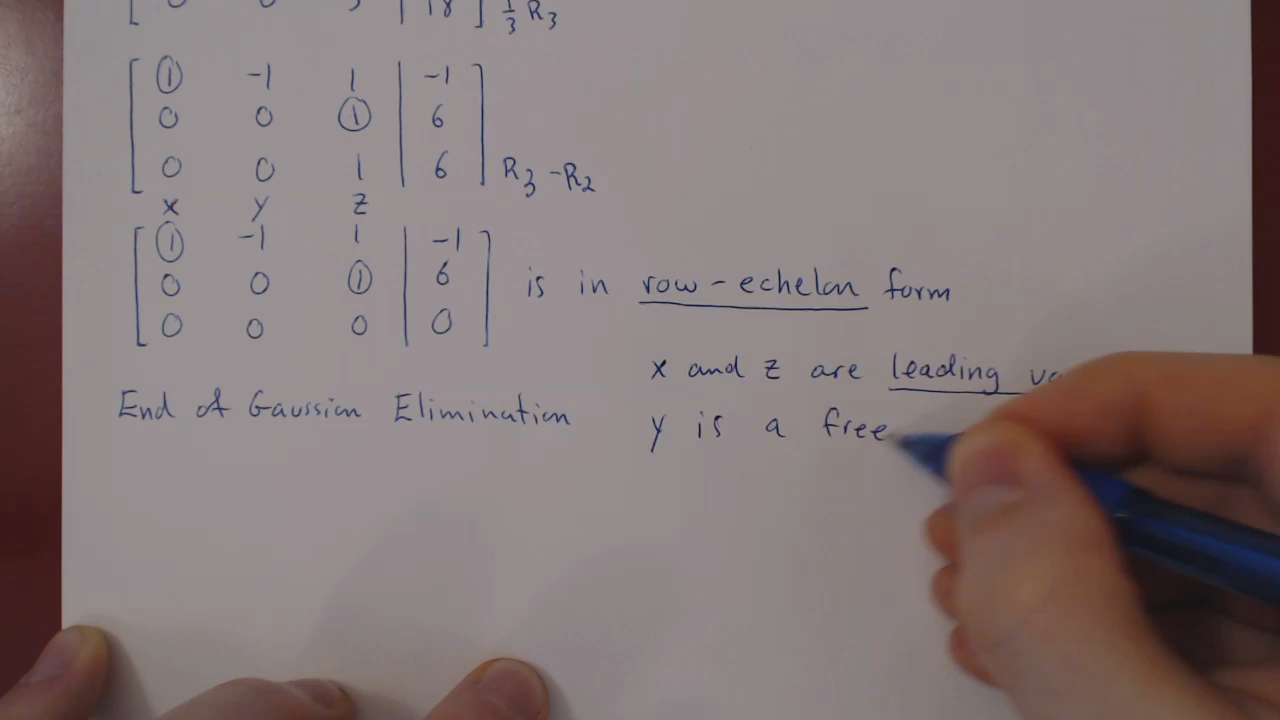 18 ] 1/3 R3
[ 1 -1 1 | -1 ]
[ 0 0 1 | 6 ]
[ 0 0 1 | 6 ] R3 - R2
x y z
[ 1 -1 1 | -1 ]
[ 0 0 1 | 6 ] is in row-echelon form
[ 0 0 0 | 0 ]
x and z are leading
End of Gaussian Elimination
y is a free